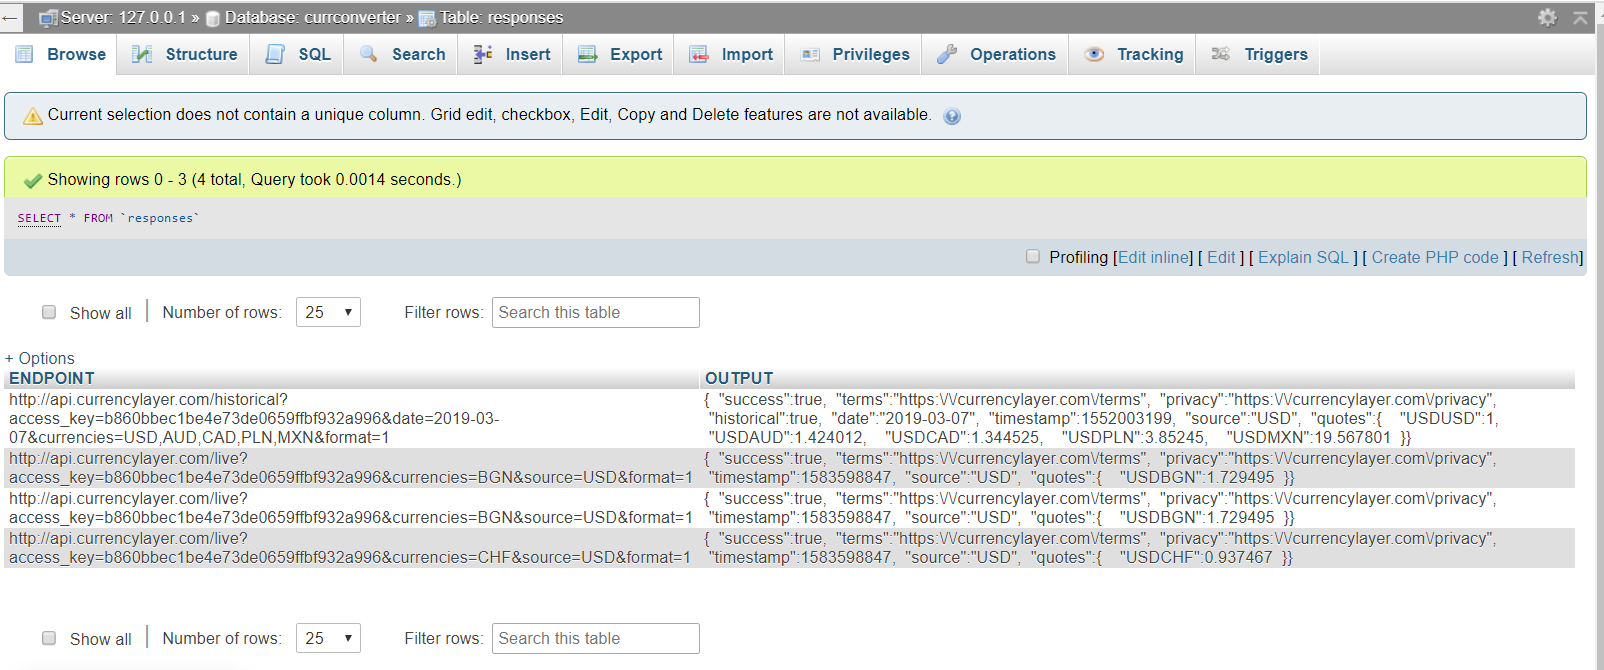 Server: 127.0.0.1 » Database: currconverter » Table: responses
Browse Structure SQL Search Insert Export Import Privileges Operations Tracking Triggers
Current selection does not contain a unique column. Grid edit, checkbox, Edit, Copy and Delete features are not available.
Showing rows 0 - 3 (4 total, Query took 0.0014 seconds.)
SELECT * FROM `responses`
Profiling [Edit inline] [ Edit ] [ Explain SQL ] [ Create PHP code ] [ Refresh]
Show all Number of rows: 25 Filter rows: Search this table
+ Options
ENDPOINT OUTPUT
http://api.currencylayer.com/historical? { "success":true, "terms":"https:\/\/currencylayer.com\/terms", "privacy":"https:\/\/currencylayer.com\/privacy",
access_key=b860bbec1be4e73de0659ffbf932a996&date=2019-03- "historical":true, "date":"2019-03-07", "timestamp":1552003199, "source":"USD", "quotes":{ "USDUSD":1,
07&currencies=USD,AUD,CAD,PLN,MXN&format=1 "USDAUD":1.424012, "USDCAD":1.344525, "USDPLN":3.85245, "USDMXN":19.567801 }}
http://api.currencylayer.com/live? { "success":true, "terms":"https:\/\/currencylayer.com\/terms", "privacy":"https:\/\/currencylayer.com\/privacy",
access_key=b860bbec1be4e73de0659ffbf932a996&currencies=BGN&source=USD&format=1 "timestamp":1583598847, "source":"USD", "quotes":{ "USDBGN":1.729495 }}
http://api.currencylayer.com/live? { "success":true, "terms":"https:\/\/currencylayer.com\/terms", "privacy":"https:\/\/currencylayer.com\/privacy",
access_key=b860bbec1be4e73de0659ffbf932a996&currencies=BGN&source=USD&format=1 "timestamp":1583598847, "source":"USD", "quotes":{ "USDBGN":1.729495 }}
http://api.currencylayer.com/live? { "success":true, "terms":"https:\/\/currencylayer.com\/terms", "privacy":"https:\/\/currencylayer.com\/privacy",
access_key=b860bbec1be4e73de0659ffbf932a996&currencies=CHF&source=USD&format=1 "timestamp":1583598847, "source":"USD", "quotes":{ "USDCHF":0.937467 }}
Show all Number of rows: 25 Filter rows: Search this table